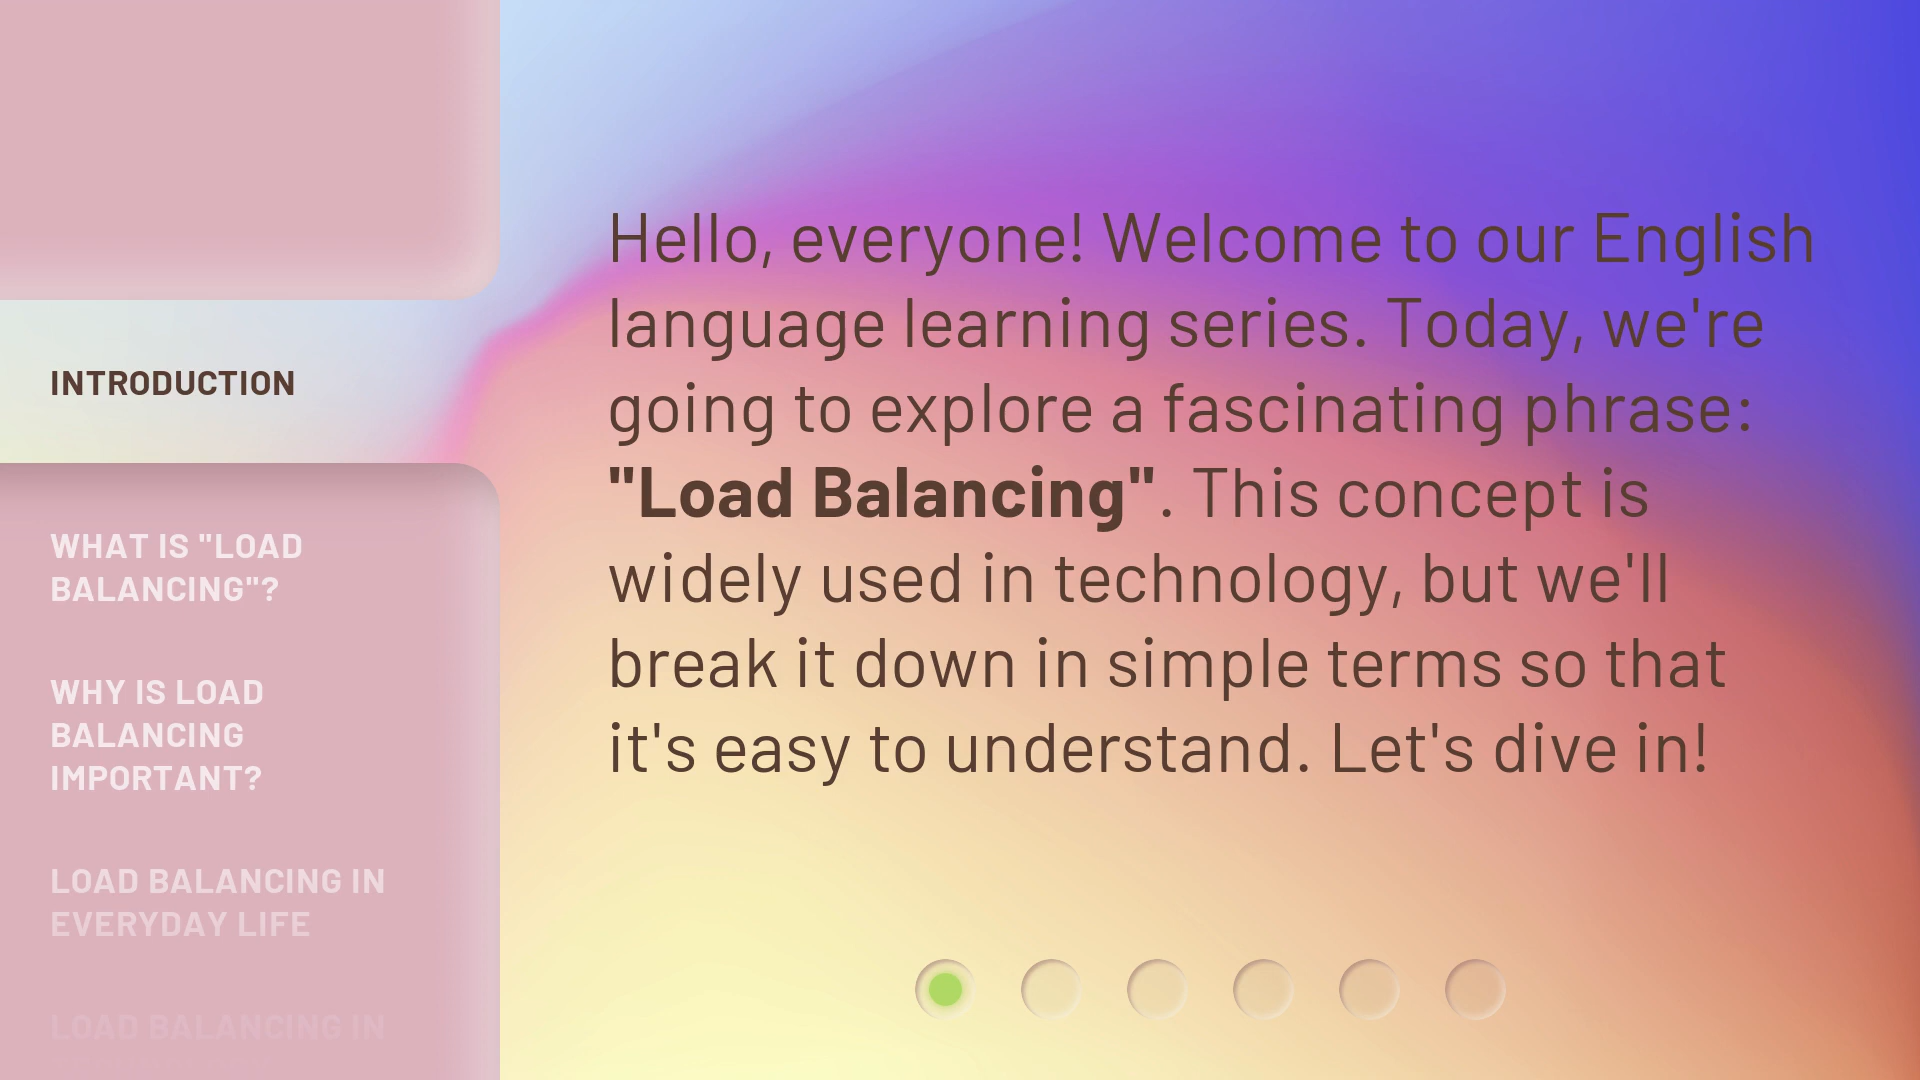 INTRODUCTION
WHAT IS "LOAD
BALANCING"?
WHY IS LOAD
BALANCING
IMPORTANT?
LOAD BALANCING IN
EVERYDAY LIFE
LOAD BALANCING IN
Hello, everyone! Welcome to our English
language learning series. Today, we're
going to explore a fascinating phrase:
"Load Balancing". This concept is
widely used in technology, but we'll
break it down in simple terms so that
it's easy to understand. Let's dive in!